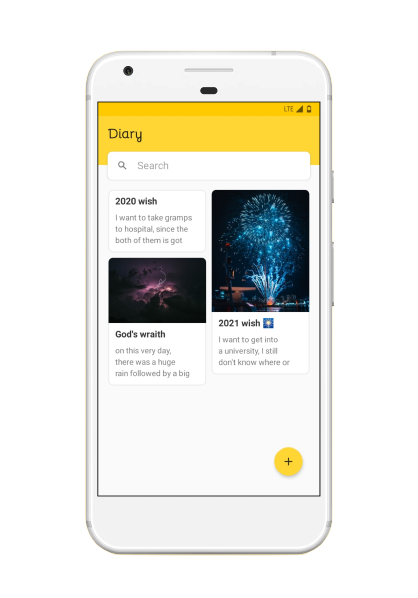 LTE
Diary
Search
2020 wish
I want to take gramps
to hospital, since the
both of them is got
God's wraith
on this very day,
there was a huge
rain followed by a big
2021 wish 🎆
I want to get into
a university, I still
don't know where or
+